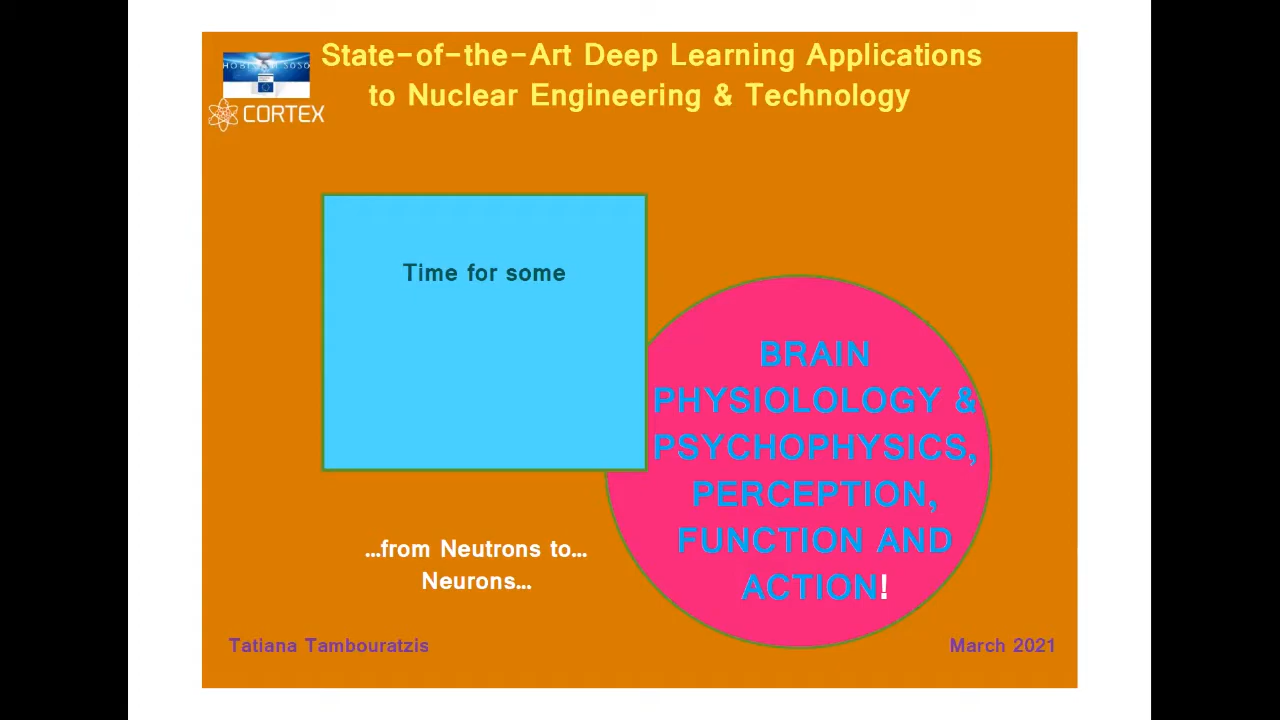 State-of-the-Art Deep Learning Applications
to Nuclear Engineering & Technology
CORTEX
Time for some
BRAIN
PHYSIOLOLOGY &
PSYCHOPHYSICS,
PERCEPTION,
FUNCTION AND
ACTION!
...from Neutrons to...
Neurons...
Tatiana Tambouratzis
March 2021